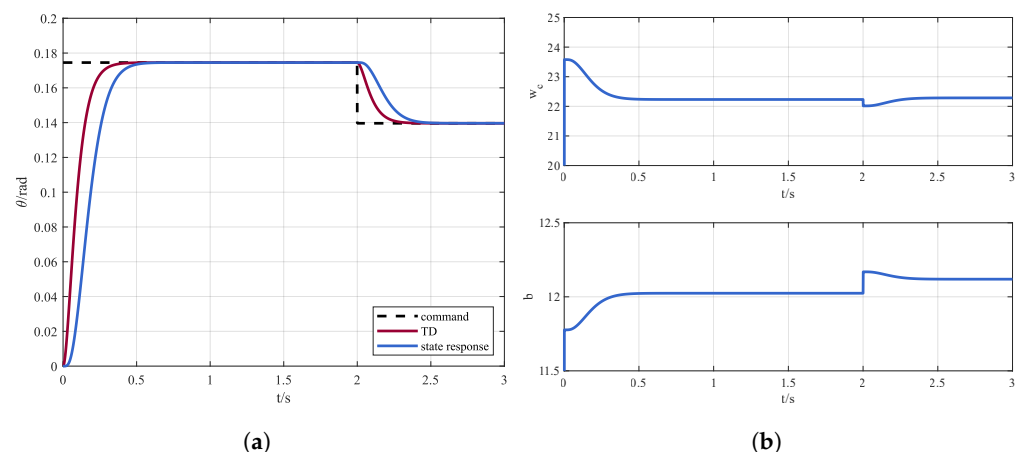 0.2
0.18
0.16
0.14
0.12
0.1
0.08
0.06
0.04
0.02
0
θ/rad
0 0.5 1 1.5 2 2.5 3
t/s
command
TD
state response
(a)
25
24
23
22
21
20
w_c
0 0.5 1 1.5 2 2.5 3
t/s
12.5
12
11.5
b
0 0.5 1 1.5 2 2.5 3
t/s
(b)